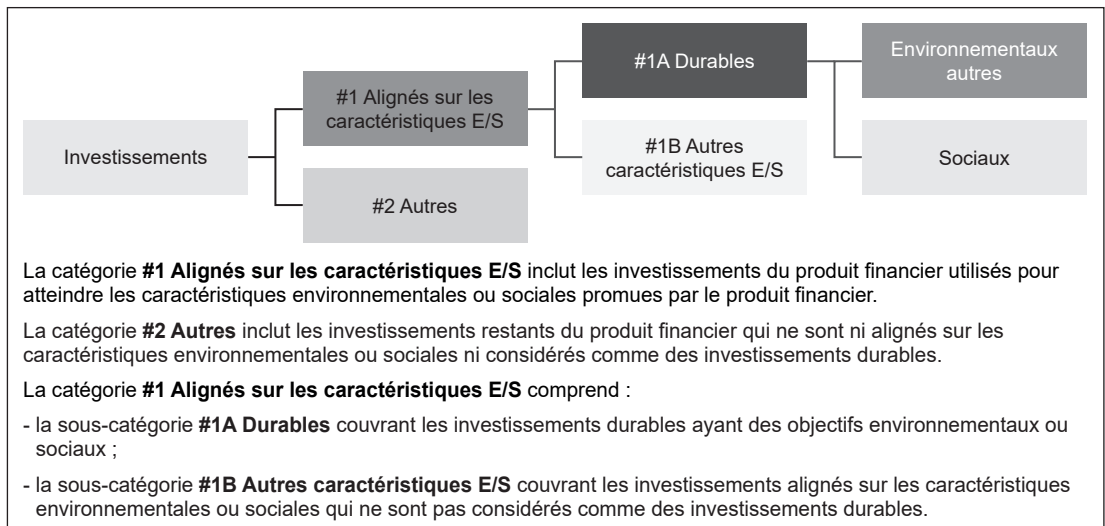 Investissements
#1 Alignés sur les
caractéristiques E/S
#2 Autres
#1A Durables
#1B Autres
caractéristiques E/S
Environnementaux
autres
Sociaux
La catégorie #1 Alignés sur les caractéristiques E/S inclut les investissements du produit financier utilisés pour
atteindre les caractéristiques environnementales ou sociales promues par le produit financier.
La catégorie #2 Autres inclut les investissements restants du produit financier qui ne sont ni alignés sur les
caractéristiques environnementales ou sociales ni considérés comme des investissements durables.
La catégorie #1 Alignés sur les caractéristiques E/S comprend :
- la sous-catégorie #1A Durables couvrant les investissements durables ayant des objectifs environnementaux ou
sociaux ;
- la sous-catégorie #1B Autres caractéristiques E/S couvrant les investissements alignés sur les caractéristiques
environnementales ou sociales qui ne sont pas considérés comme des investissements durables.